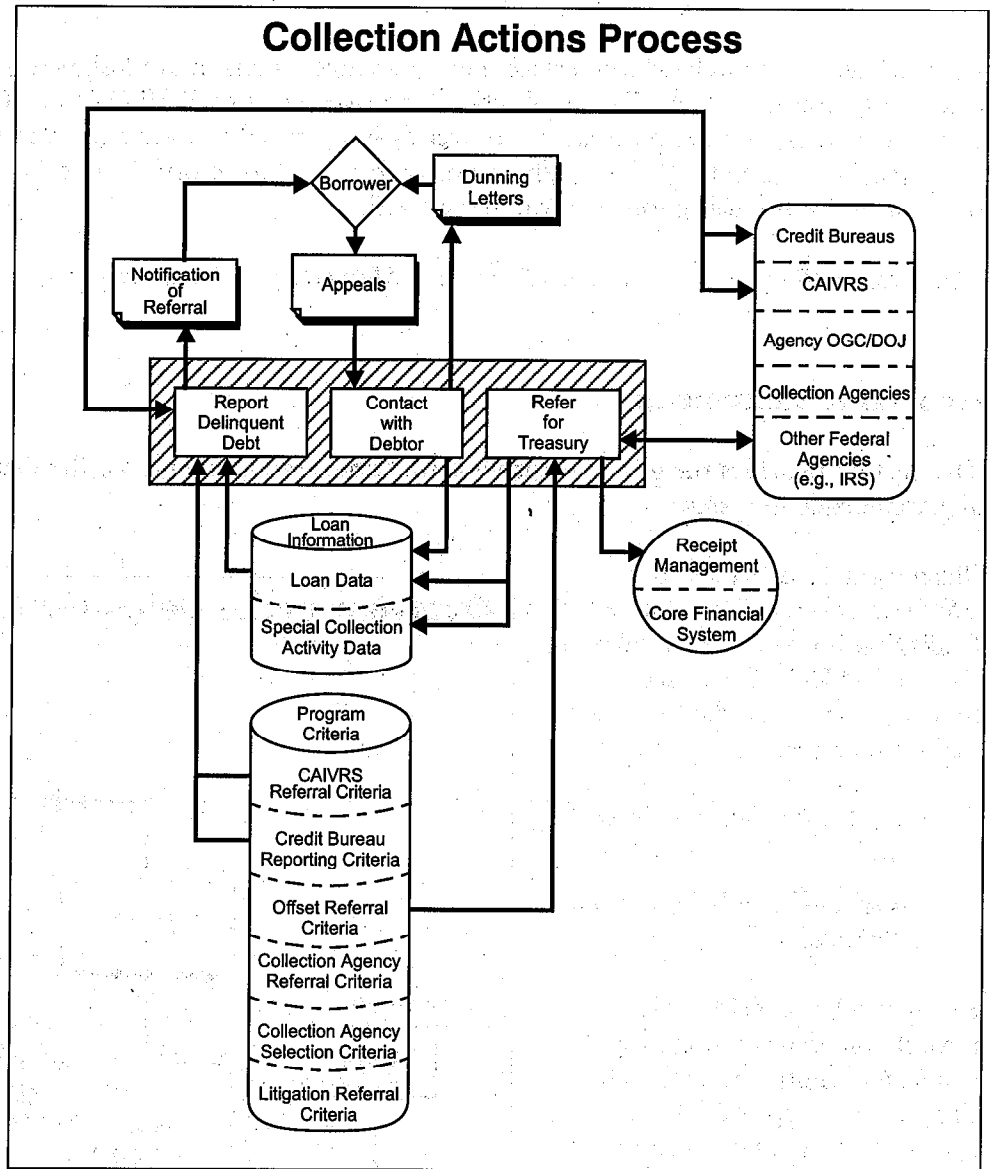 Collection Actions Process
Borrower
Dunning
Letters
Notification
of
Referral
Appeals
Credit Bureaus
CAIVRS
Agency OGC/DOJ
Collection Agencies
Other Federal
Agencies
(e.g., IRS)
Report
Delinquent
Debt
Contact
with
Debtor
Refer
for
Treasury
Loan
Information
Loan Data
Special Collection
Activity Data
Receipt
Management
Core Financial
System
Program
Criteria
CAIVRS
Referral Criteria
Credit Bureau
Reporting Criteria
Offset Referral
Criteria
Collection Agency
Referral Criteria
Collection Agency
Selection Criteria
Litigation Referral
Criteria